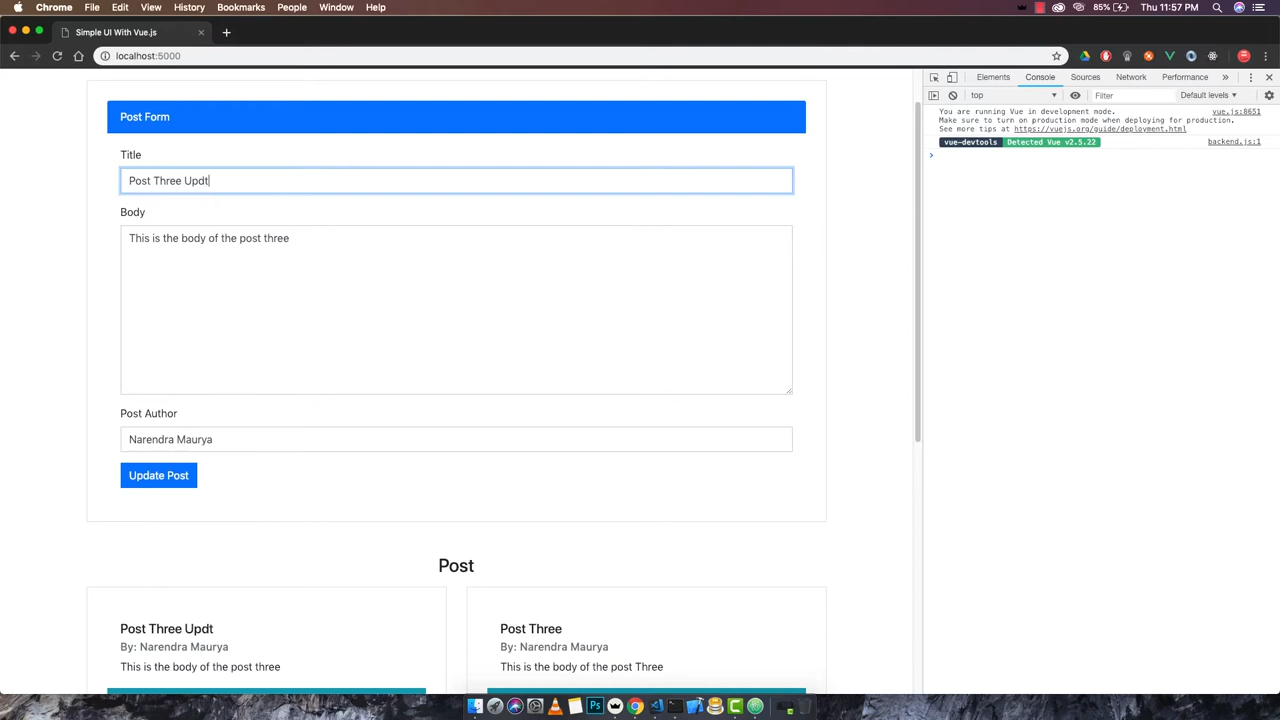 Chrome File Edit View History Bookmarks People Window Help 85% Thu 11:57 PM
Simple UI With Vue.js
localhost:5000
Elements Console Sources Network Performance »
top Filter Default levels
You are running Vue in development mode. vue.js:8651
Make sure to turn on production mode when deploying for production.
See more tips at https://vuejs.org/guide/deployment.html
vue-devtools Detected Vue v2.5.22 backend.js:1
Post Form
Title
Post Three Updt
Body
This is the body of the post three
Post Author
Narendra Maurya
Update Post
Post
Post Three Updt
By: Narendra Maurya
This is the body of the post three
Post Three
By: Narendra Maurya
This is the body of the post Three
Ps